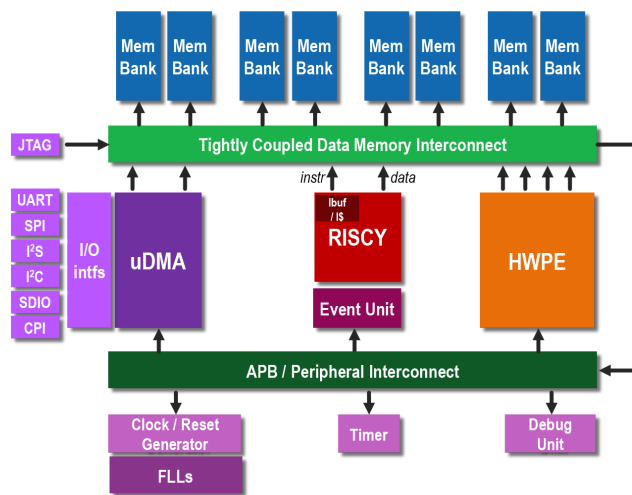 Mem
Bank
Mem
Bank
Mem
Bank
Mem
Bank
Mem
Bank
Mem
Bank
Mem
Bank
Mem
Bank
JTAG
Tightly Coupled Data Memory Interconnect
instr
data
UART
SPI
I²S
I²C
SDIO
CPI
I/O
intfs
uDMA
Ibuf
/ I$
RISCY
HWPE
Event Unit
APB / Peripheral Interconnect
Clock / Reset
Generator
Timer
Debug
Unit
FLLs